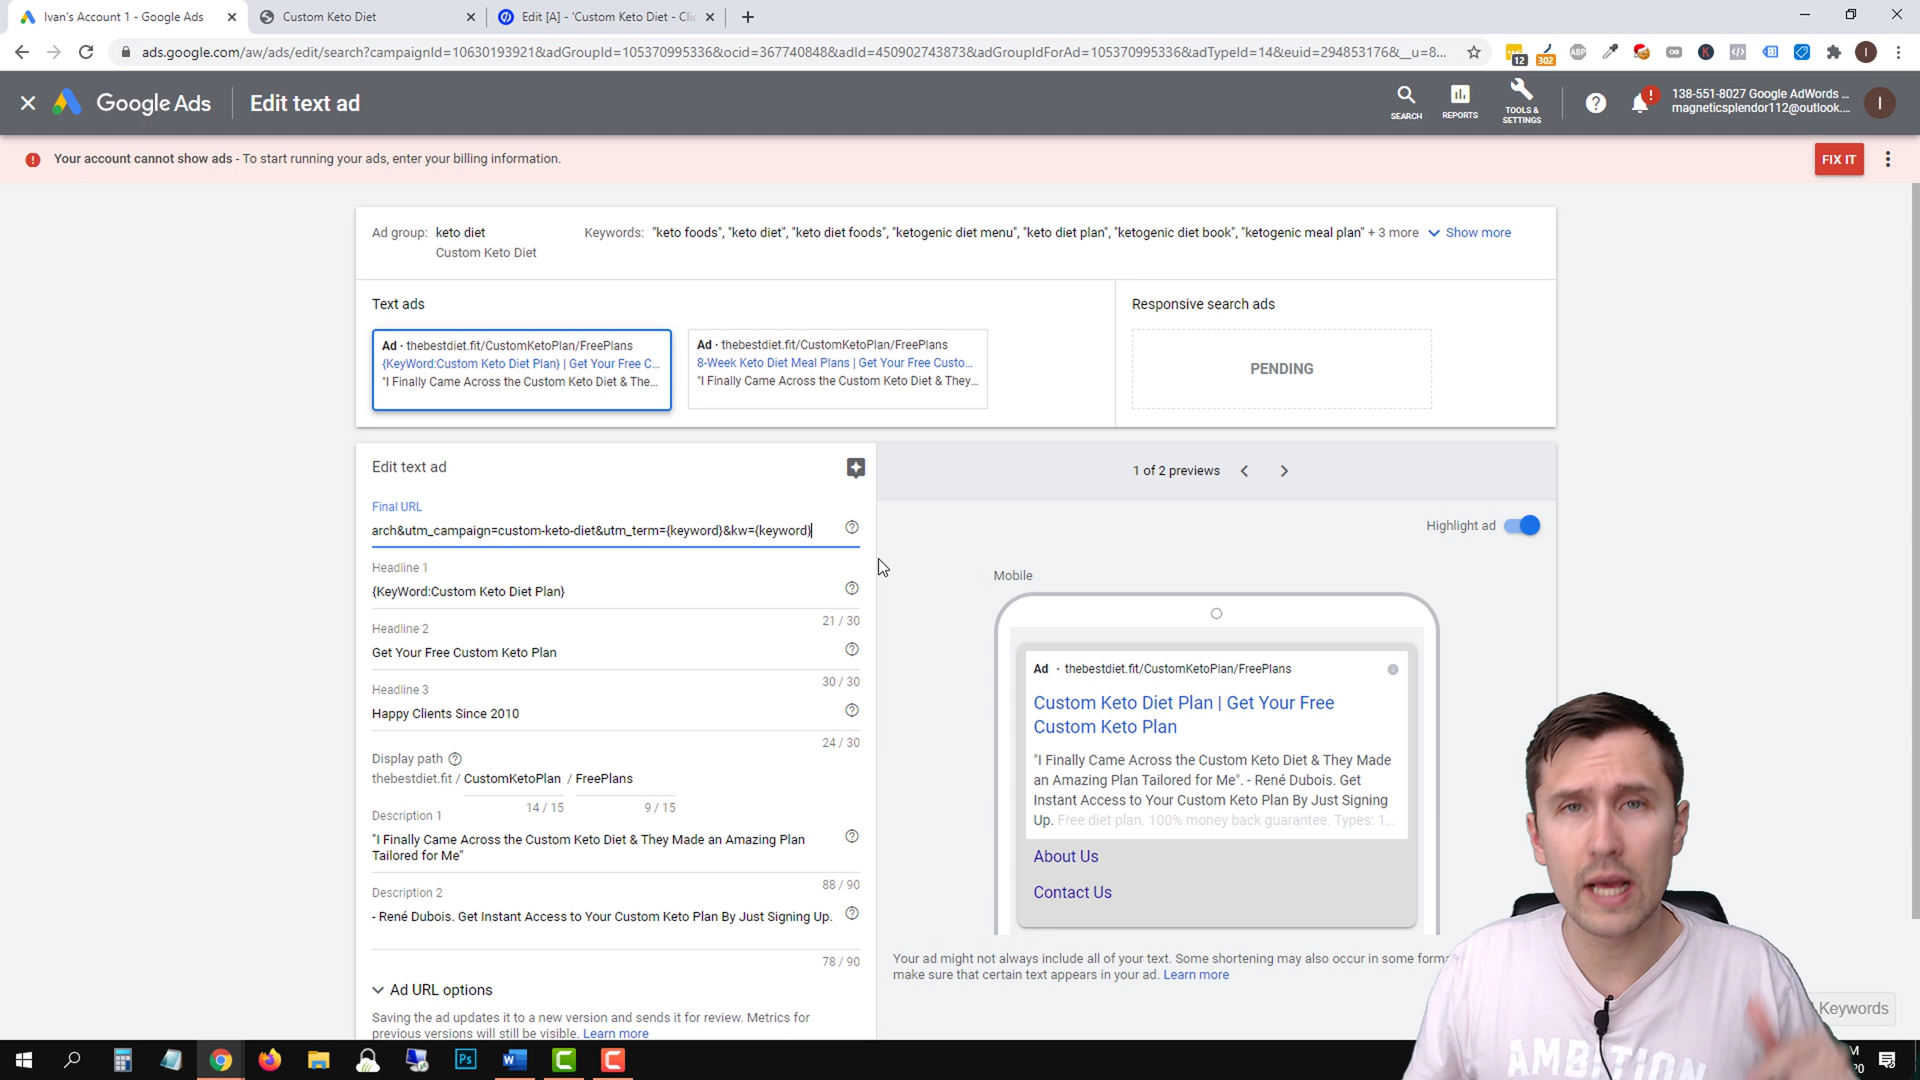 Ivan's Account 1 - Google Ads
Custom Keto Diet
Edit [A] - 'Custom Keto Diet - Clic
ads.google.com/aw/ads/edit/search?campaignId=10630193921&adGroupId=105370995336&ocid=367740848&adId=450902743873&adGroupIdForAd=105370995336&adTypeId=14&euid=294853176&__u=8...
12
302
ABP
K
I
Google Ads
Edit text ad
SEARCH
REPORTS
TOOLS &
SETTINGS
138-551-8027 Google AdWords ...
magneticsplendor112@outlook....
I
Your account cannot show ads - To start running your ads, enter your billing information.
FIX IT
Ad group: keto diet
Custom Keto Diet
Keywords: "keto foods", "keto diet", "keto diet foods", "ketogenic diet menu", "keto diet plan", "ketogenic diet book", "ketogenic meal plan" + 3 more Show more
Text ads
Ad · thebestdiet.fit/CustomKetoPlan/FreePlans
{KeyWord:Custom Keto Diet Plan} | Get Your Free C...
"I Finally Came Across the Custom Keto Diet & The...
Ad · thebestdiet.fit/CustomKetoPlan/FreePlans
8-Week Keto Diet Meal Plans | Get Your Free Custo...
"I Finally Came Across the Custom Keto Diet & They...
Responsive search ads
PENDING
Edit text ad
Final URL
arch&utm_campaign=custom-keto-diet&utm_term={keyword}&kw={keyword}
Headline 1
{KeyWord:Custom Keto Diet Plan}
21 / 30
Headline 2
Get Your Free Custom Keto Plan
30 / 30
Headline 3
Happy Clients Since 2010
24 / 30
Display path
thebestdiet.fit / CustomKetoPlan / FreePlans
14 / 15
9 / 15
Description 1
"I Finally Came Across the Custom Keto Diet & They Made an Amazing Plan
Tailored for Me"
88 / 90
Description 2
- René Dubois. Get Instant Access to Your Custom Keto Plan By Just Signing Up.
78 / 90
Ad URL options
Saving the ad updates it to a new version and sends it for review. Metrics for
previous versions will still be visible. Learn more
1 of 2 previews
Highlight ad
Mobile
Ad · thebestdiet.fit/CustomKetoPlan/FreePlans
Custom Keto Diet Plan | Get Your Free
Custom Keto Plan
"I Finally Came Across the Custom Keto Diet & They Made
an Amazing Plan Tailored for Me". - René Dubois. Get
Instant Access to Your Custom Keto Plan By Just Signing
Up. Free diet plan. 100% money back guarantee. Types: 1...
About Us
Contact Us
Your ad might not always include all of your text. Some shortening may also occur in some forma
make sure that certain text appears in your ad. Learn more
Keywords
AMBITION
Ps
M
20